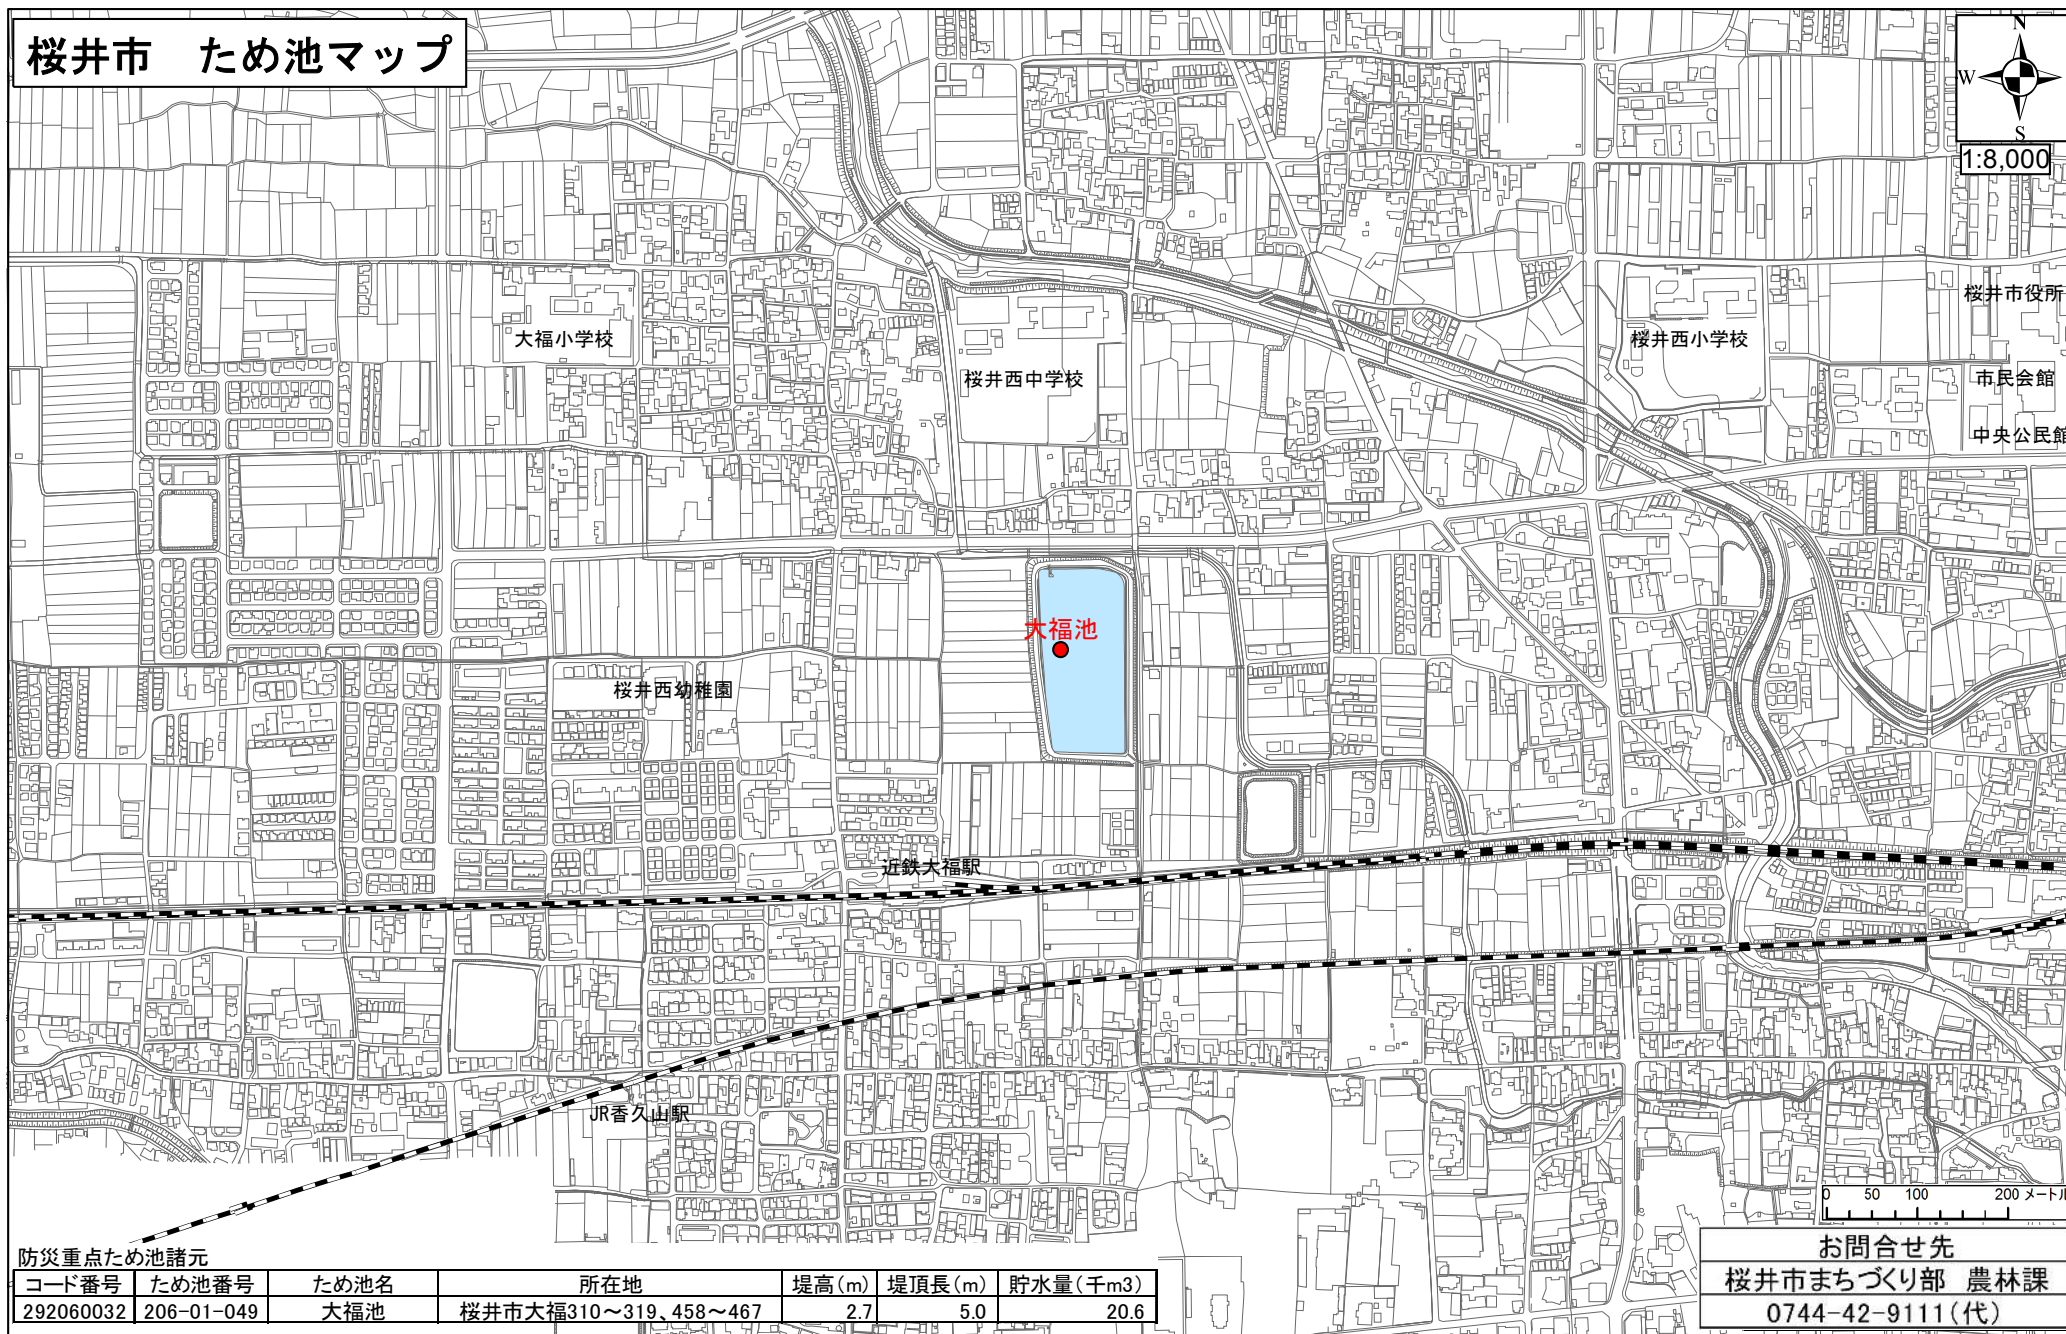 桜井市　ため池マップ
N
W
S
1:8,000
桜井市役所
大福小学校
桜井西小学校
桜井西中学校
市民会館
中央公民館
大福池
桜井西幼稚園
近鉄大福駅
JR香久山駅
0 50 100 200 メートル
防災重点ため池諸元
コード番号 ため池番号 ため池名 所在地 堤高(m) 堤頂長(m) 貯水量(千m3)
292060032 206-01-049 大福池 桜井市大福310～319、458～467 2.7 5.0 20.6
お問合せ先
桜井市まちづくり部 農林課
0744-42-9111(代)